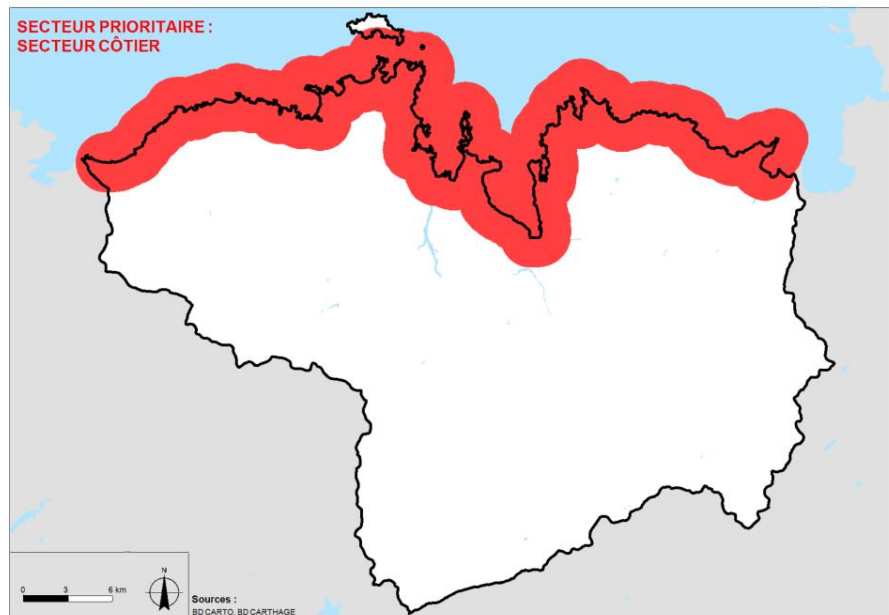 SECTEUR PRIORITAIRE :
SECTEUR CÔTIER
N
0 3 6 km
Sources :
BD CARTO, BD CARTHAGE